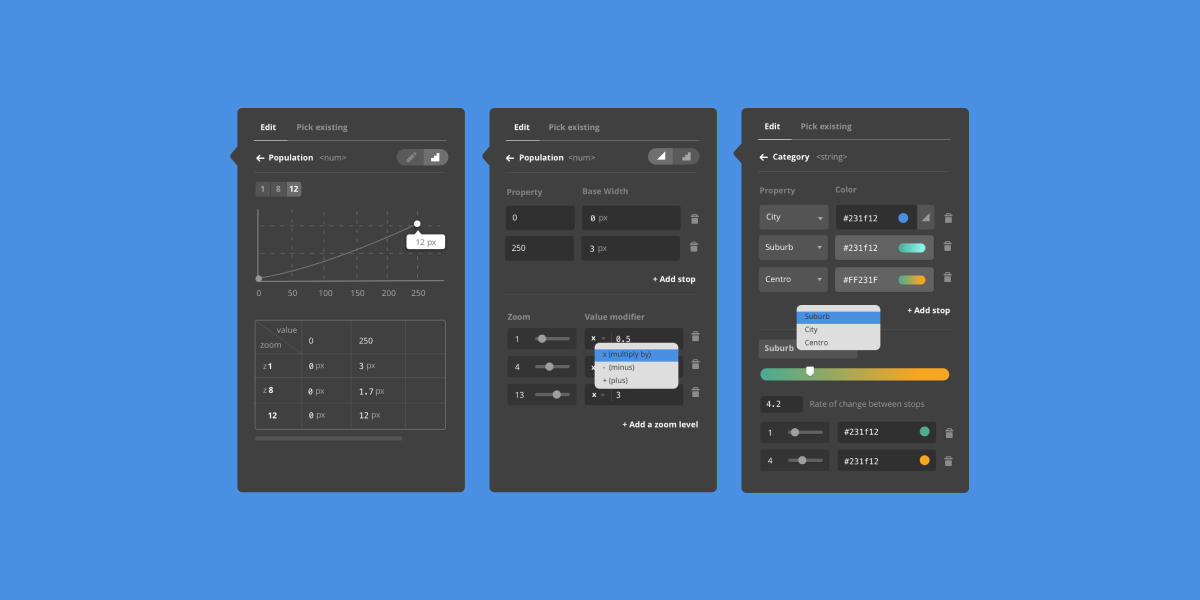 Edit Pick existing
Population <num>
1 8 12
12 px
0 50 100 150 200 250
value
zoom
0 250
z1 0 px 3 px
z8 0 px 1.7 px
12 0 px 12 px
Edit Pick existing
Population <num>
Property Base Width
0 0 px
250 3 px
+ Add stop
Zoom Value modifier
1 x 0.5
x (multiply by)
4 x
- (minus)
+ (plus)
13 x 3
+ Add a zoom level
Edit Pick existing
Category <string>
Property Color
City #231f12
Suburb #231f12
Centro #FF231F
+ Add stop
Suburb
City
Centro
Suburb
4.2 Rate of change between stops
1 #231f12
4 #231f12